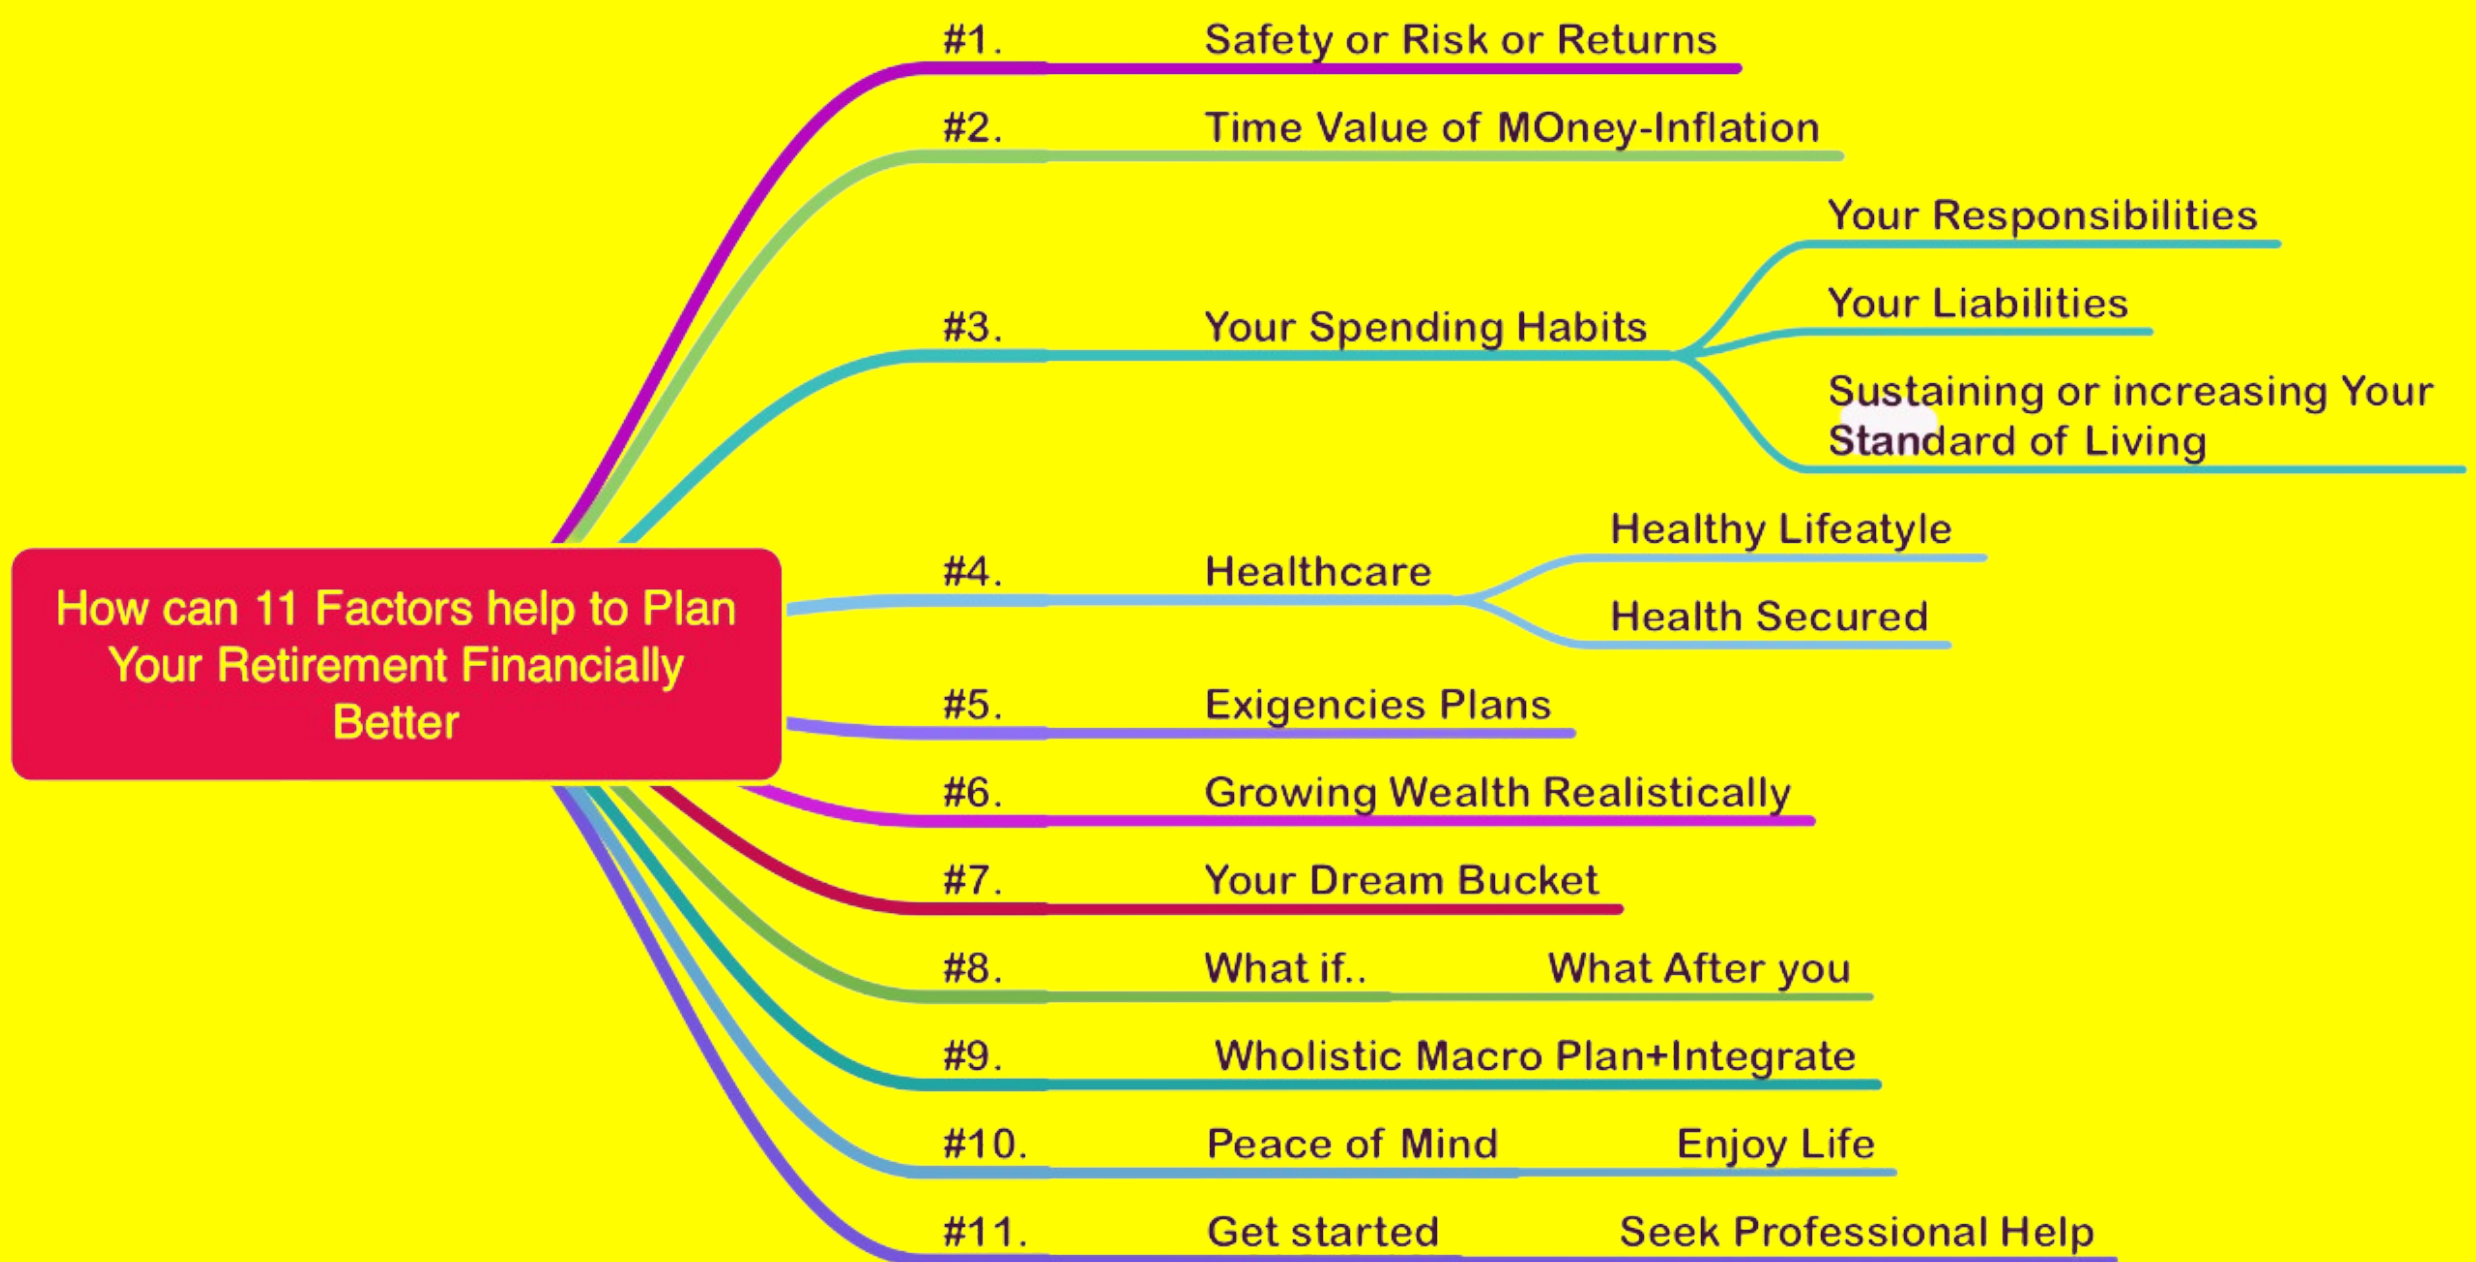 #1. Safety or Risk or Returns
#2. Time Value of MOney-Inflation
#3. Your Spending Habits
Your Responsibilities
Your Liabilities
Sustaining or increasing Your
Standard of Living
How can 11 Factors help to Plan
Your Retirement Financially
Better
#4. Healthcare
Healthy Lifeatyle
Health Secured
#5. Exigencies Plans
#6. Growing Wealth Realistically
#7. Your Dream Bucket
#8. What if.. What After you
#9. Wholistic Macro Plan+Integrate
#10. Peace of Mind Enjoy Life
#11. Get started Seek Professional Help